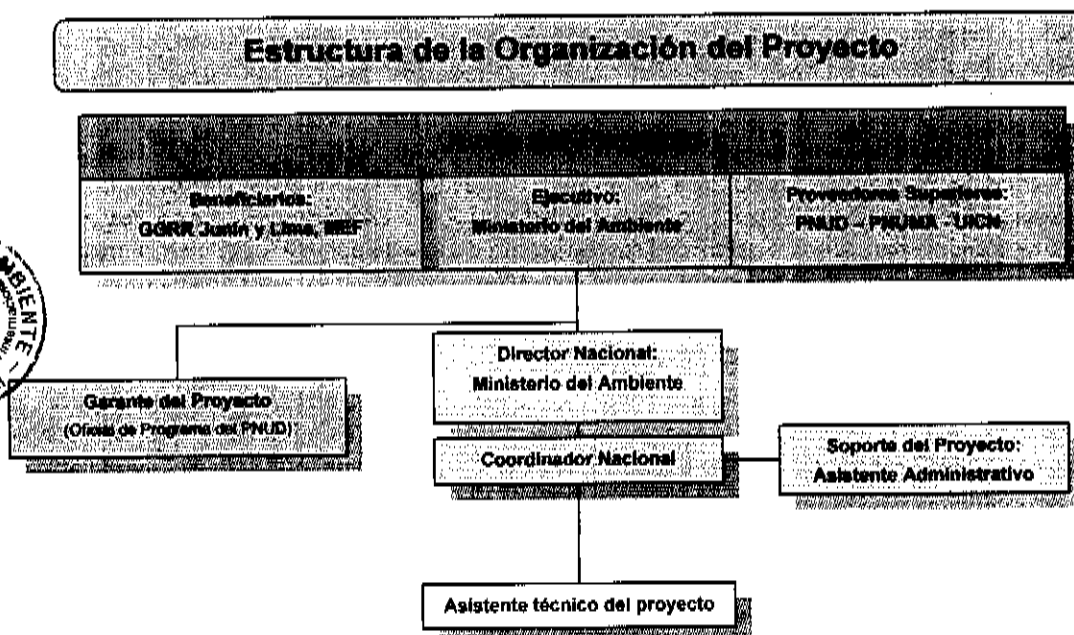 Estructura de la Organización del Proyecto
Beneficiarios:
GGRR Junín y Lima, MEF
Ejecutivo:
Ministerio del Ambiente
Proveedores Superiores:
PNUD – PNUMA - UICN
AMBIENTE -
Director Nacional:
Ministerio del Ambiente
Garante del Proyecto
(Oficial de Programa del PNUD)
Coordinador Nacional
Soporte del Proyecto:
Asistente Administrativo
Asistente técnico del proyecto